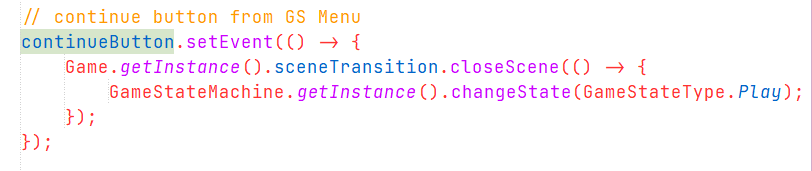 // continue button from GS Menu
continueButton.setEvent(() -> {
    Game.getInstance().sceneTransition.closeScene(() -> {
        GameStateMachine.getInstance().changeState(GameStateType.Play);
    });
});